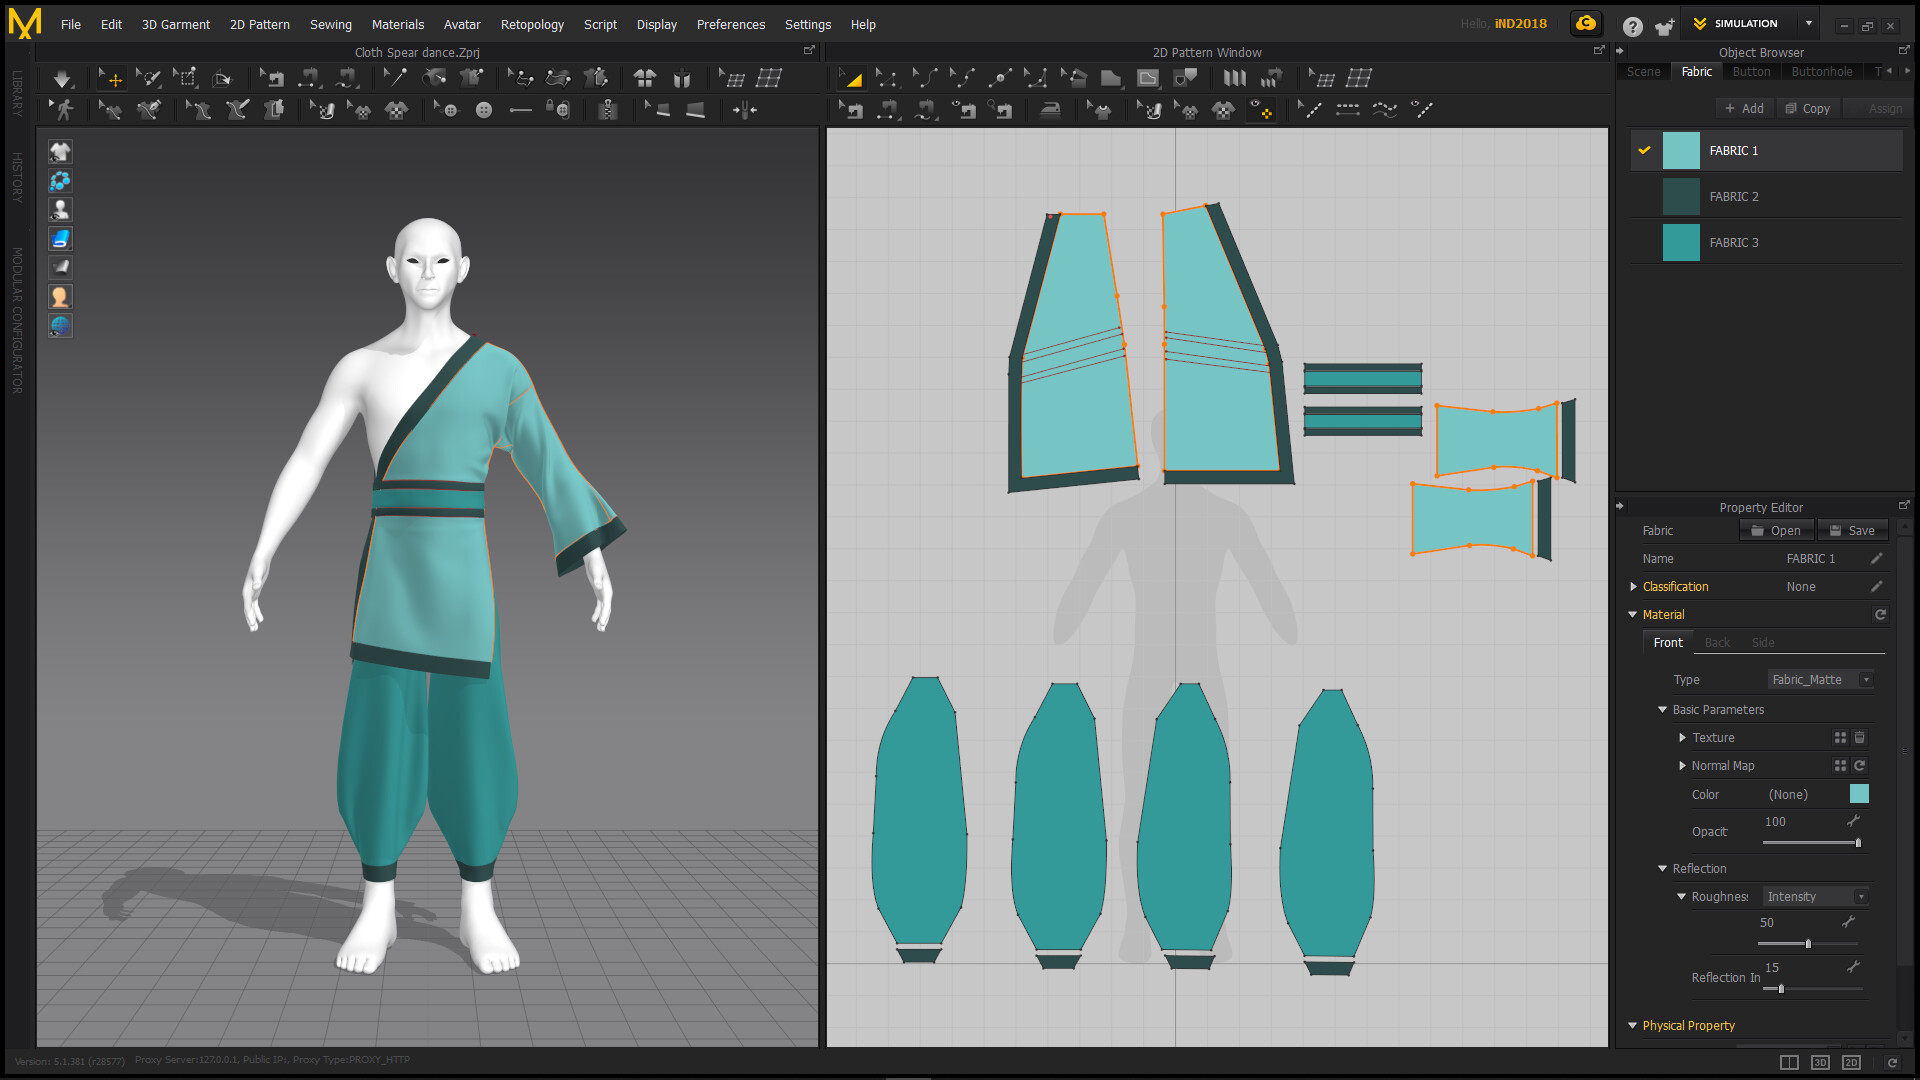 File Edit 3D Garment 2D Pattern Sewing Materials Avatar Retopology Script Display Preferences Settings Help
Hello, iND2018
SIMULATION
Cloth Spear dance.Zprj
2D Pattern Window
Object Browser
Scene Fabric Button Buttonhole T
+ Add Copy Assign
FABRIC 1
FABRIC 2
FABRIC 3
LIBRARY
HISTORY
MODULAR CONFIGURATOR
Property Editor
Fabric Open Save
Name FABRIC 1
Classification None
Material
Front Back Side
Type Fabric_Matte
Basic Parameters
Texture
Normal Map
Color (None)
100
Opacit
Reflection
Roughness Intensity
50
15
Reflection In
Physical Property
Version: 5.1.381 (r28577) Proxy Server:127.0.0.1, Public IP:, Proxy Type:PROXY_HTTP
3D 2D